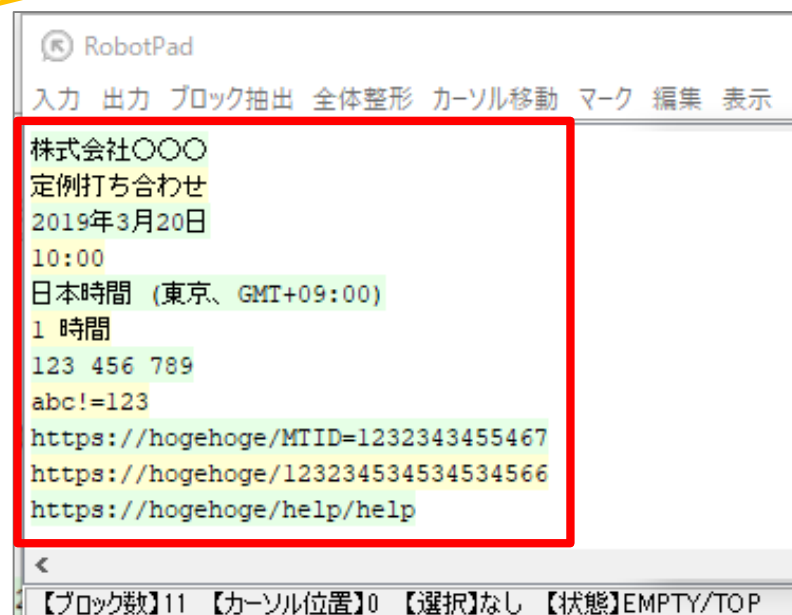 RobotPad
入力 出力 ブロック抽出 全体整形 カーソル移動 マーク 編集 表示
株式会社〇〇〇
定例打ち合わせ
2019年3月20日
10:00
日本時間 (東京、GMT+09:00)
1 時間
123 456 789
abc!=123
https://hogehoge/MTID=1232343455467
https://hogehoge/123234534534534566
https://hogehoge/help/help
【ブロック数】11 【カーソル位置】0 【選択】なし 【状態】EMPTY/TOP